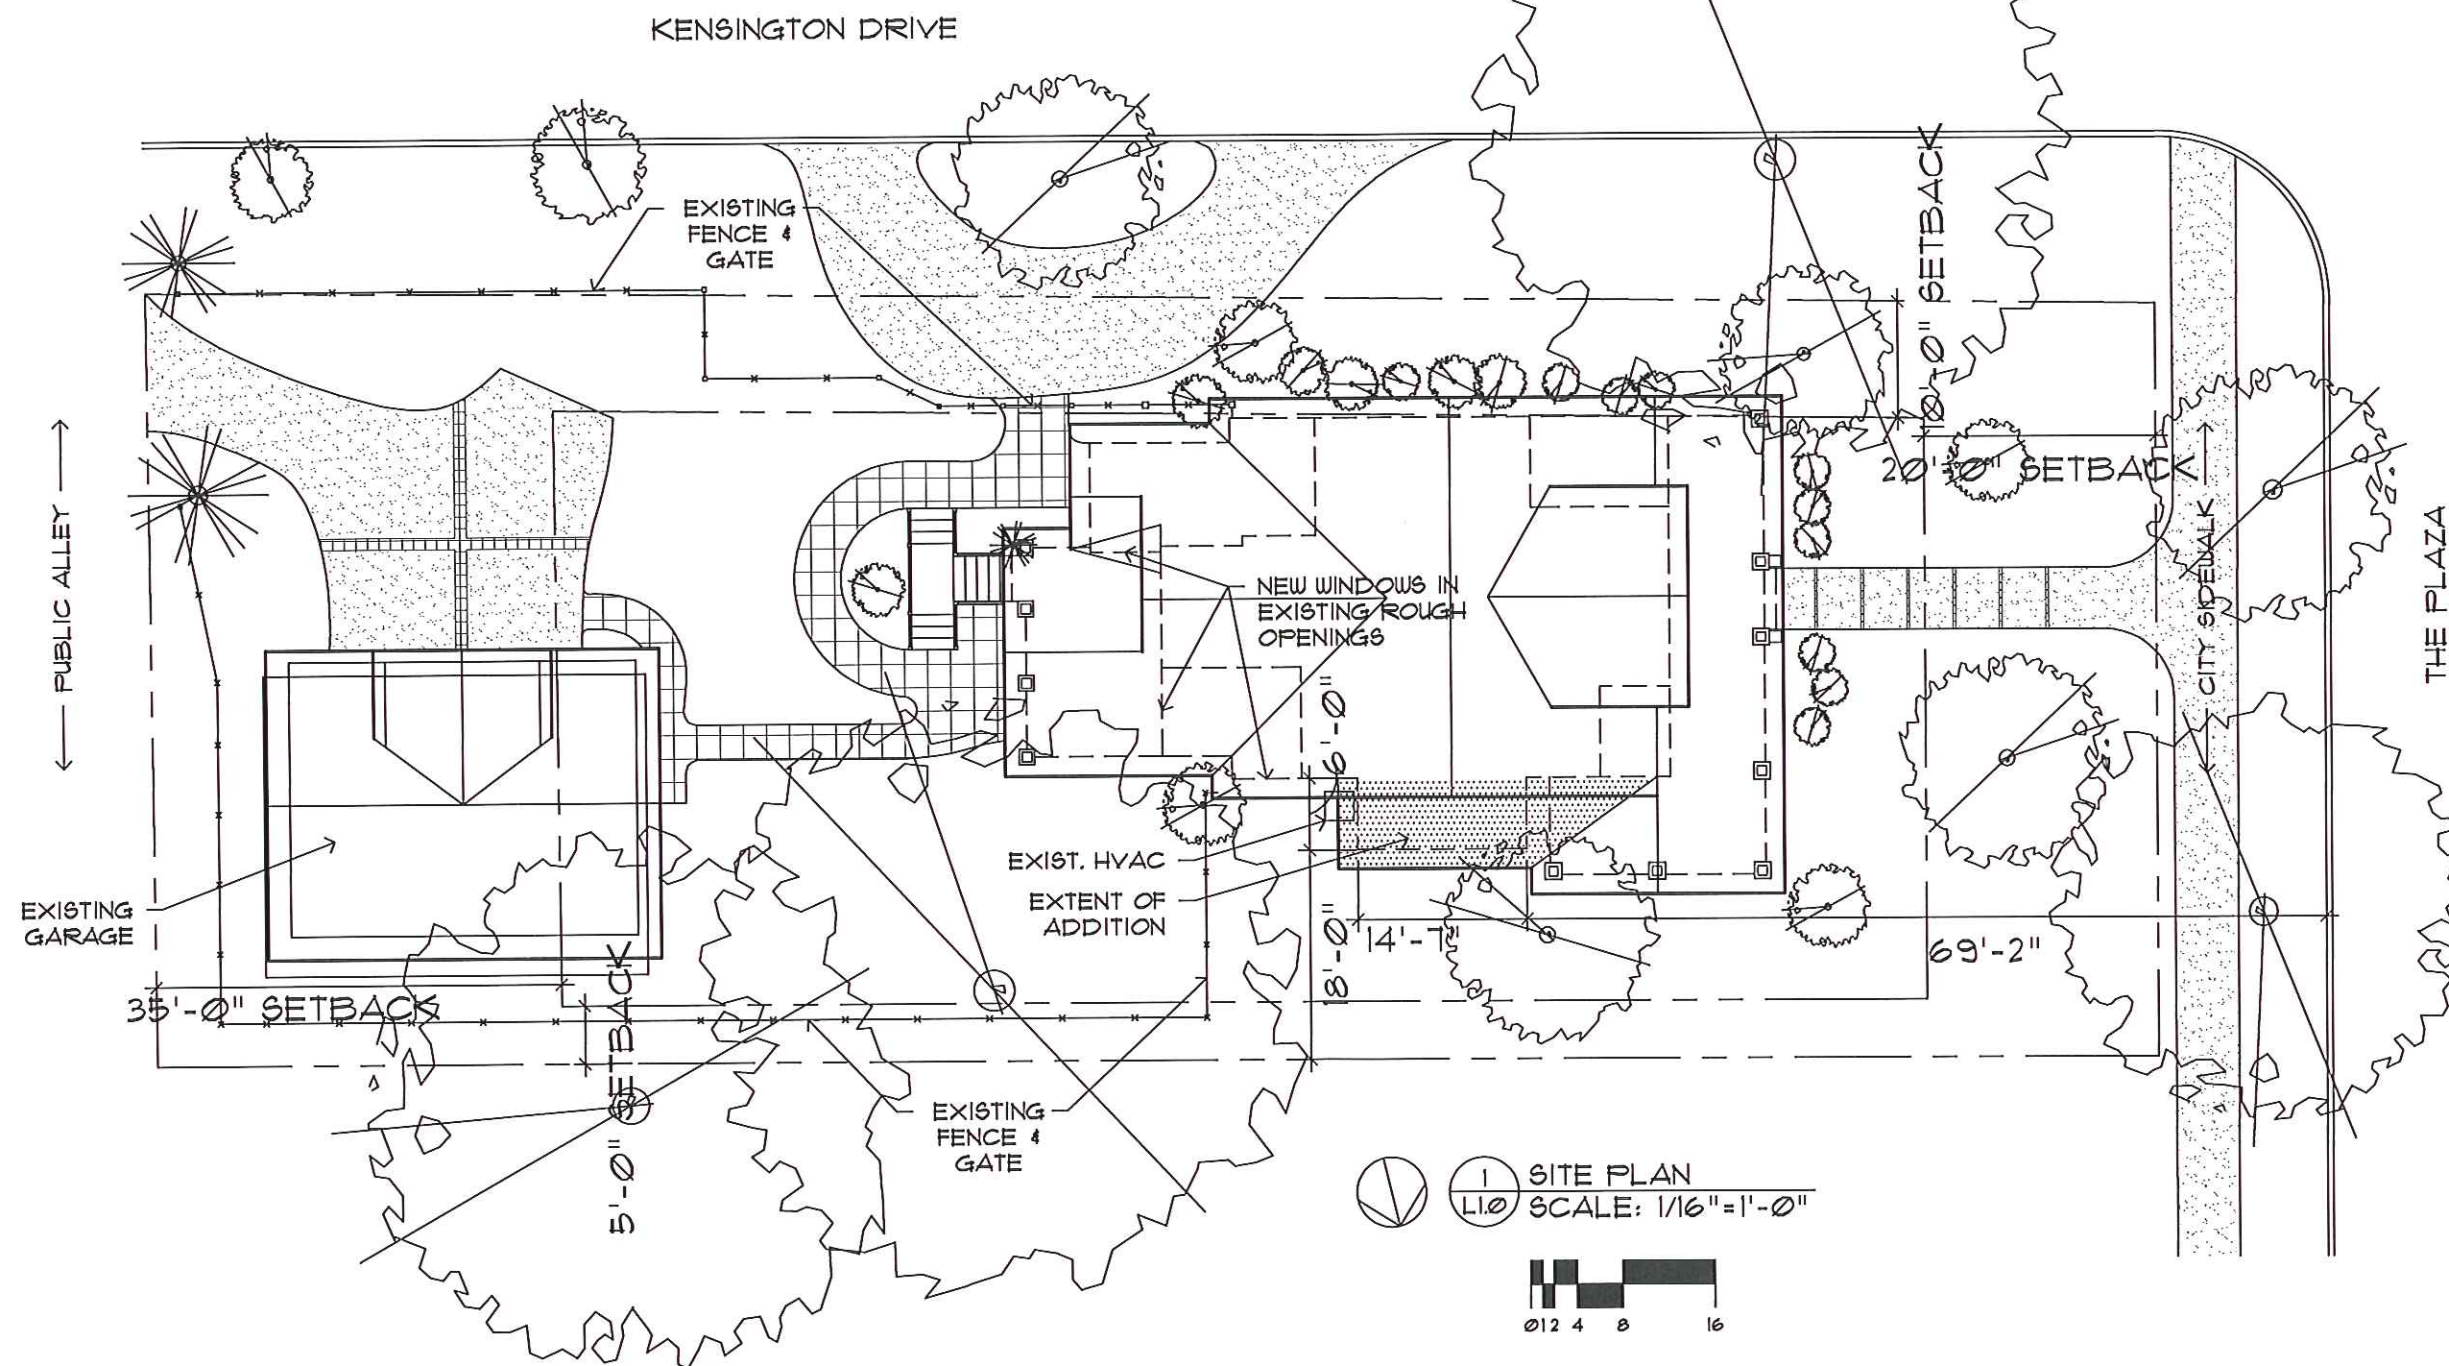 KENSINGTON DRIVE
EXISTING
FENCE &
GATE
10'-0" SETBACK
20'-0" SETBACK
← PUBLIC ALLEY →
← CITY SIDEWALK →
THE PLAZA
NEW WINDOWS IN
EXISTING ROUGH
OPENINGS
6'-0"
EXIST. HVAC
EXTENT OF
ADDITION
EXISTING
GARAGE
18'-0"
14'-7"
69'-2"
35'-0" SETBACK
5'-0" SETBACK
EXISTING
FENCE &
GATE
1
L1.0
SITE PLAN
SCALE: 1/16"=1'-0"
0 1 2 4 8 16